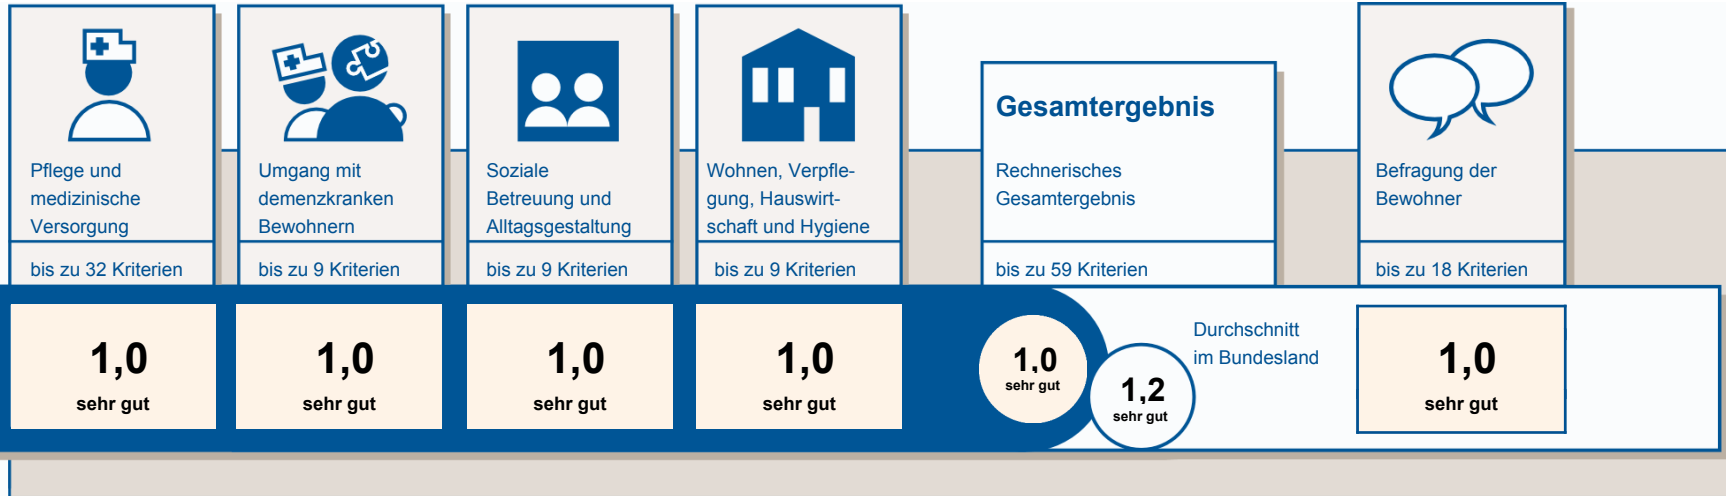 Pflege und
medizinische
Versorgung
bis zu 32 Kriterien
1,0
sehr gut
Umgang mit
demenzkranken
Bewohnern
bis zu 9 Kriterien
1,0
sehr gut
Soziale
Betreuung und
Alltagsgestaltung
bis zu 9 Kriterien
1,0
sehr gut
Wohnen, Verpfle-
gung, Hauswirt-
schaft und Hygiene
bis zu 9 Kriterien
1,0
sehr gut
Gesamtergebnis
Rechnerisches
Gesamtergebnis
bis zu 59 Kriterien
1,0
sehr gut
1,2
sehr gut
Durchschnitt
im Bundesland
Befragung der
Bewohner
bis zu 18 Kriterien
1,0
sehr gut